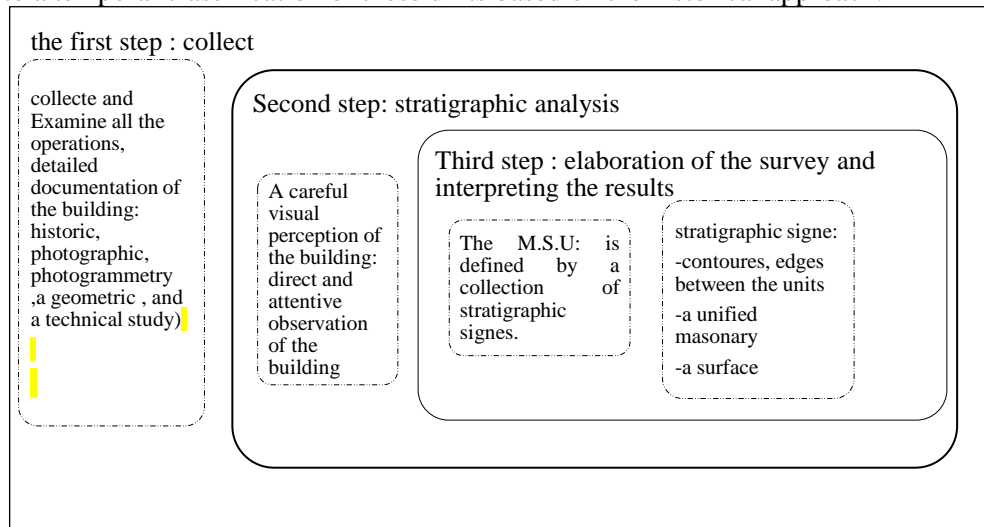 the first step : collect
collecte and
Examine all the
operations,
detailed
documentation of
the building:
historic,
photographic,
photogrammetry
,a geometric , and
a technical study)
Second step: stratigraphic analysis
A careful
visual
perception of
the building:
direct and
attentive
observation
of the
building
Third step : elaboration of the survey and
interpreting the results
The M.S.U: is
defined by a
collection of
stratigraphic
signes.
stratigraphic signe:
-contoures, edges
between the units
-a unified
masonary
-a surface